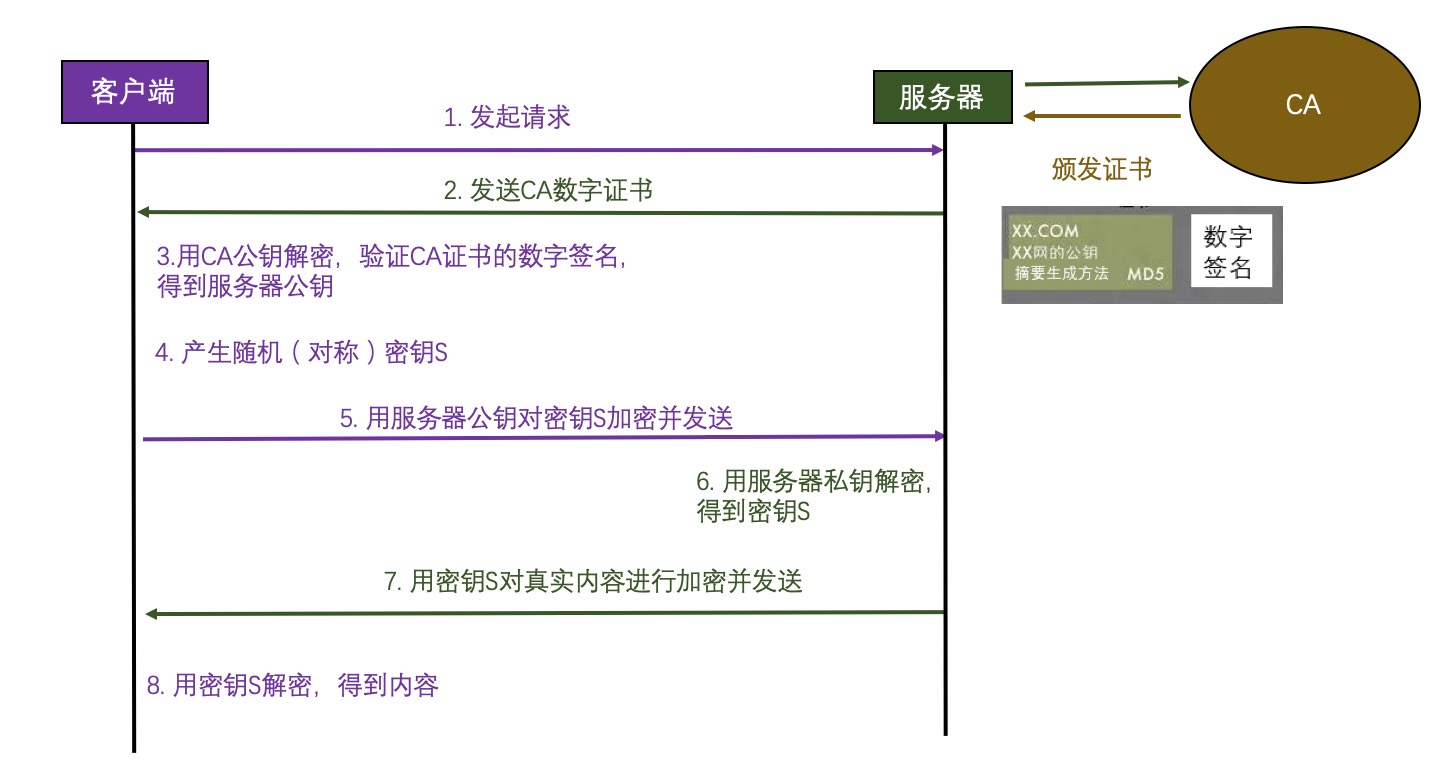 客户端
服务器
CA
1. 发起请求
颁发证书
2. 发送CA数字证书
XX.COM
XX网的公钥
摘要生成方法 MD5
数字
签名
3.用CA公钥解密，验证CA证书的数字签名，
得到服务器公钥
4. 产生随机（对称）密钥S
5. 用服务器公钥对密钥S加密并发送
6. 用服务器私钥解密，
得到密钥S
7. 用密钥S对真实内容进行加密并发送
8. 用密钥S解密，得到内容